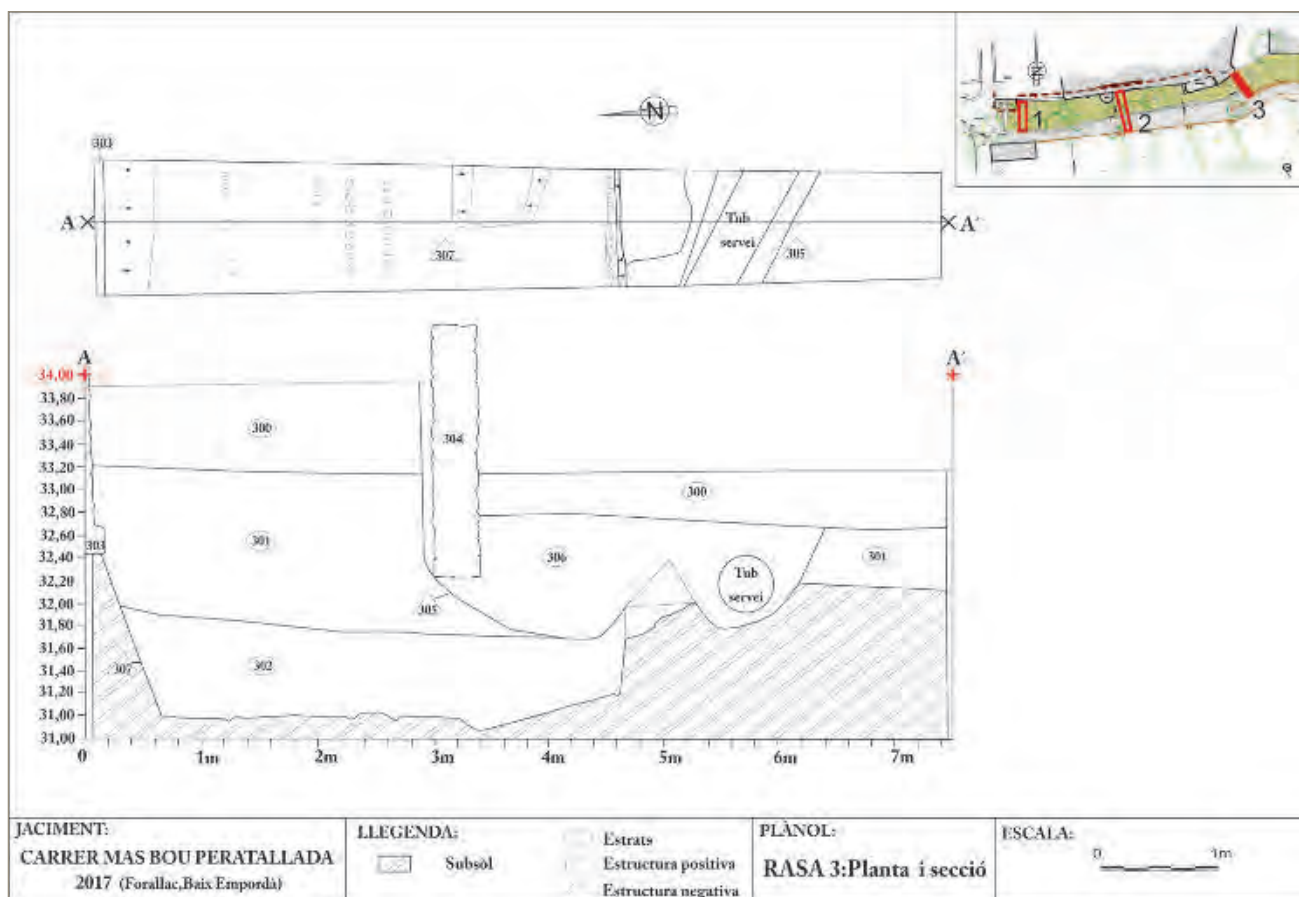 N
1
2
3
303
A
A'
Tub
servei
307
305
A
A'
34,00
33,80
33,60
300
33,40
304
33,20
33,00
300
32,80
32,60
303
301
306
301
32,40
32,20
Tub
servei
32,00
305
31,80
31,60
307
302
31,40
31,20
31,00
31,00
0 1m 2m 3m 4m 5m 6m 7m
JACIMENT:
CARRER MAS BOU PERATALLADA
2017 (Forallac,Baix Empordà)
LLEGENDA:
Subsòl
Estrats
Estructura positiva
Estructura negativa
PLÀNOL:
RASA 3:Planta i secció
ESCALA:
0 1m